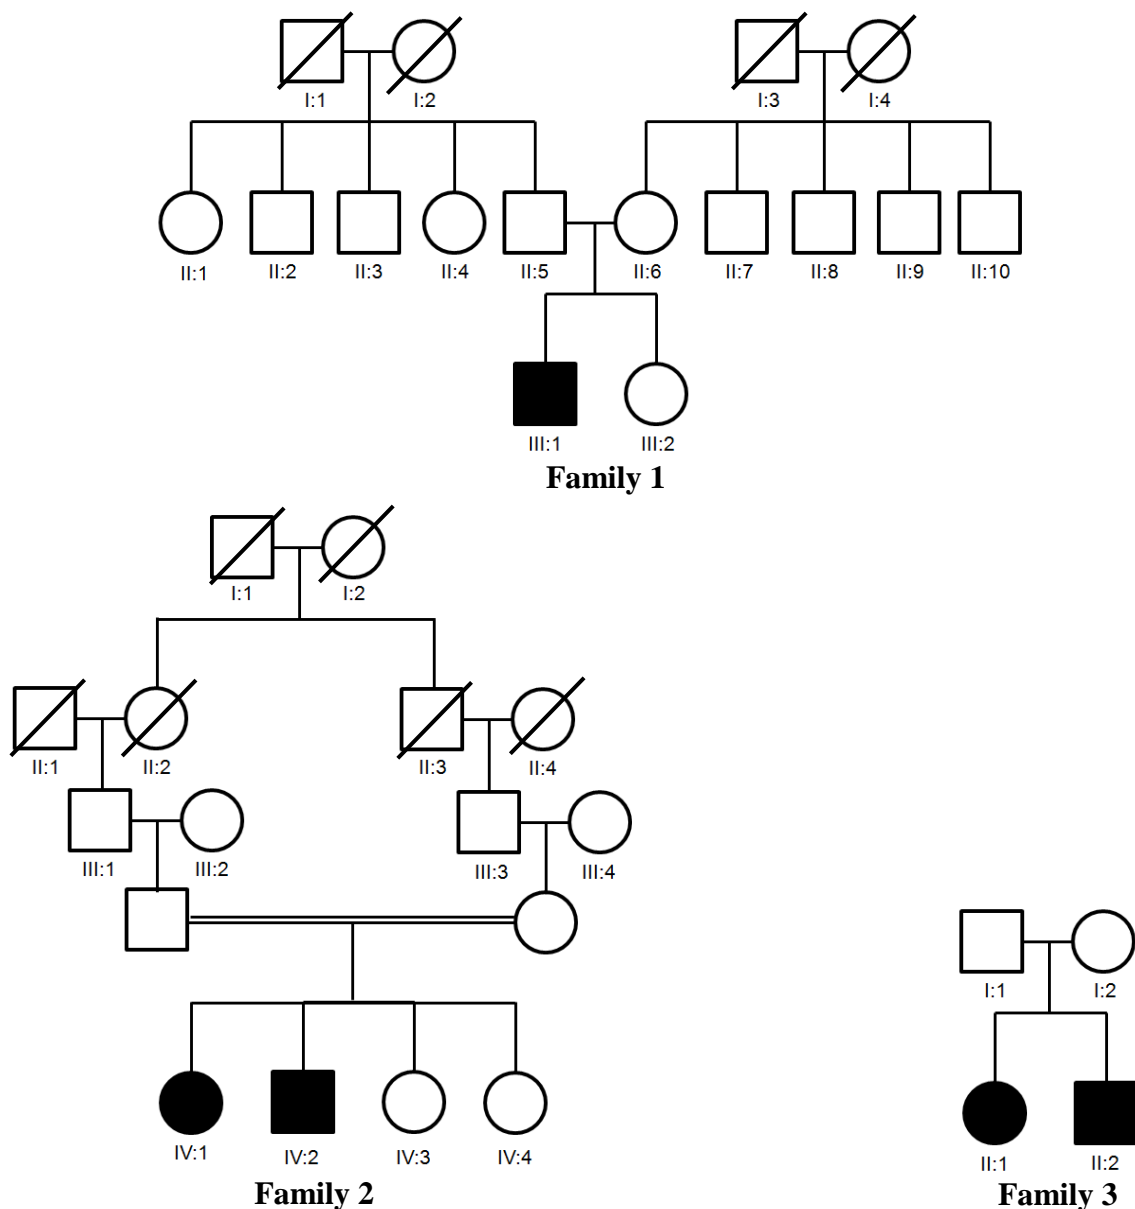 I:1 I:2 I:3 I:4
II:1 II:2 II:3 II:4 II:5 II:6 II:7 II:8 II:9 II:10
III:1 III:2
Family 1
I:1 I:2
II:1 II:2 II:3 II:4
III:1 III:2 III:3 III:4
I:1 I:2
IV:1 IV:2 IV:3 IV:4 II:1 II:2
Family 2 Family 3